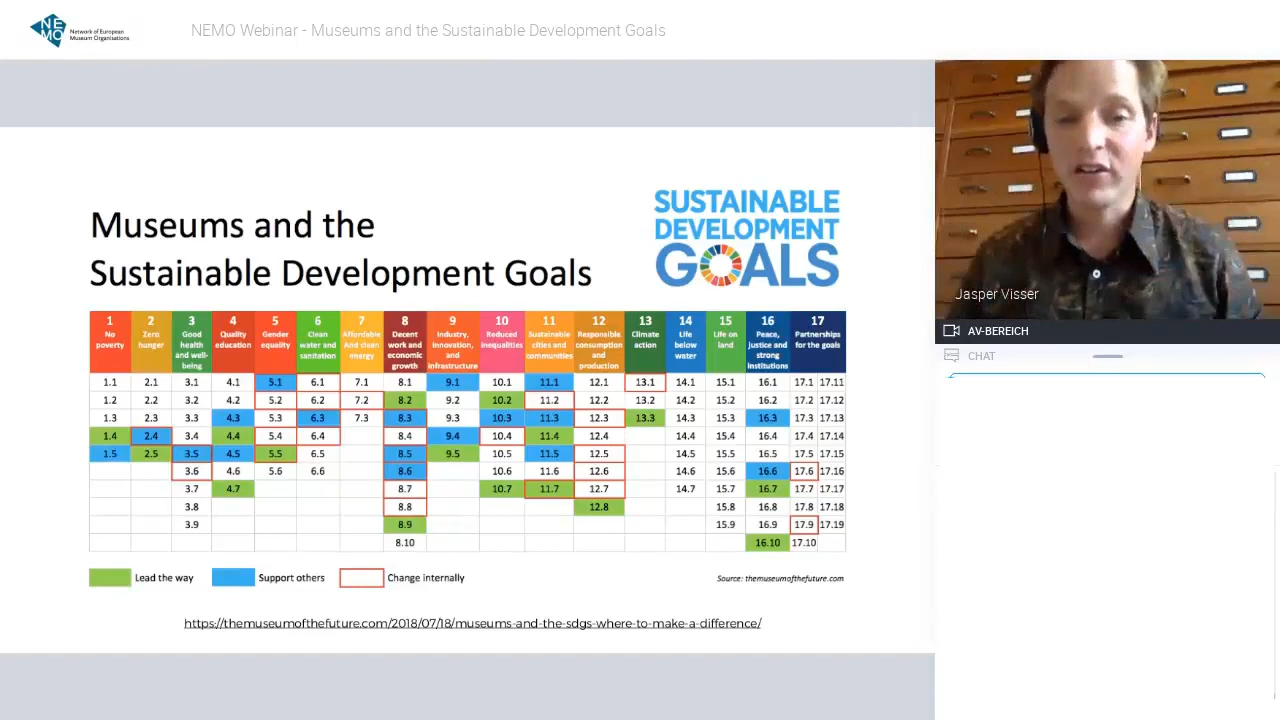 NE
MO
Network of European
Museum Organisations
NEMO Webinar - Museums and the Sustainable Development Goals
Museums and the
Sustainable Development Goals
SUSTAINABLE
DEVELOPMENT
GOALS
1 2 3 4 5 6 7 8 9 10 11 12 13 14 15 16 17
No poverty
Zero hunger
Good health and well-being
Quality education
Gender equality
Clean water and sanitation
Affordable And clean energy
Decent work and economic growth
Industry, innovation, and infrastructure
Reduced inequalities
Sustainable cities and communities
Responsible consumption and production
Climate action
Life below water
Life on land
Peace, justice and strong institutions
Partnerships for the goals
1.1 2.1 3.1 4.1 5.1 6.1 7.1 8.1 9.1 10.1 11.1 12.1 13.1 14.1 15.1 16.1 17.1 17.11
1.2 2.2 3.2 4.2 5.2 6.2 7.2 8.2 9.2 10.2 11.2 12.2 13.2 14.2 15.2 16.2 17.2 17.12
1.3 2.3 3.3 4.3 5.3 6.3 7.3 8.3 9.3 10.3 11.3 12.3 13.3 14.3 15.3 16.3 17.3 17.13
1.4 2.4 3.4 4.4 5.4 6.4 8.4 9.4 10.4 11.4 12.4 14.4 15.4 16.4 17.4 17.14
1.5 2.5 3.5 4.5 5.5 6.5 8.5 9.5 10.5 11.5 12.5 14.5 15.5 16.5 17.5 17.15
3.6 4.6 5.6 6.6 8.6 10.6 11.6 12.6 14.6 15.6 16.6 17.6 17.16
3.7 4.7 8.7 10.7 11.7 12.7 14.7 15.7 16.7 17.7 17.17
3.8 8.8 12.8 15.8 16.8 17.8 17.18
3.9 8.9 15.9 16.9 17.9 17.19
8.10 16.10 17.10
Lead the way Support others Change internally
Source: themuseumofthefuture.com
https://themuseumofthefuture.com/2018/07/18/museums-and-the-sdgs-where-to-make-a-difference/
Jasper Visser
AV-BEREICH
CHAT